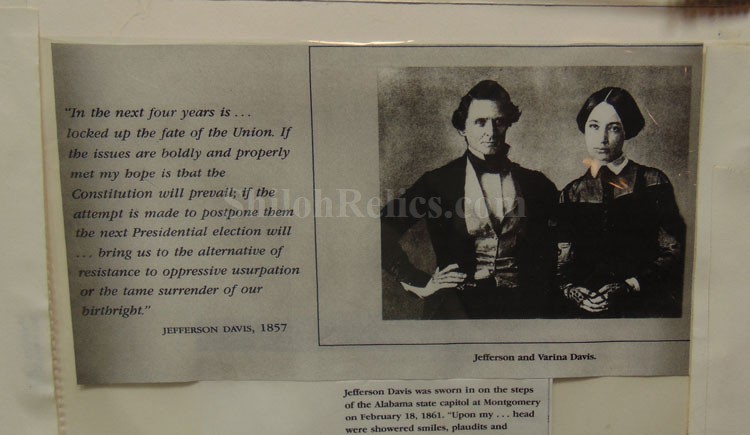 "In the next four years is . . .
locked up the fate of the Union. If
the issues are boldly and properly
met my hope is that the
Constitution will prevail; if the
attempt is made to postpone them
the next Presidential election will
. . . bring us to the alternative of
resistance to oppressive usurpation
or the tame surrender of our
birthright."
JEFFERSON DAVIS, 1857
ShilohRelics.com
Jefferson and Varina Davis.
Jefferson Davis was sworn in on the steps
of the Alabama state capitol at Montgomery
on February 18, 1861. "Upon my . . . head
were showered smiles, plaudits and